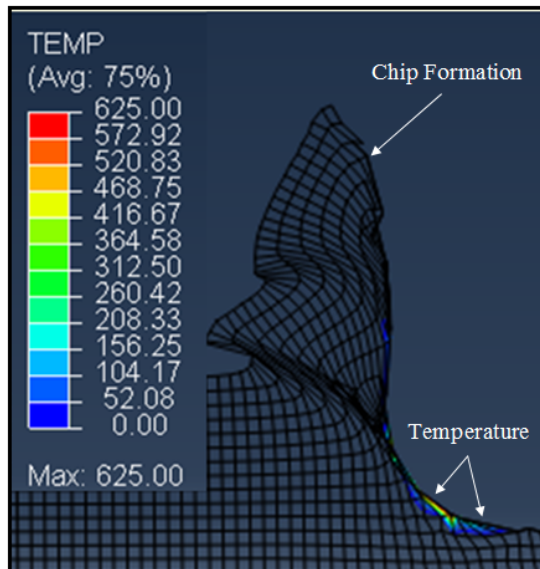 TEMP
(Avg: 75%)
625.00
572.92
520.83
468.75
416.67
364.58
312.50
260.42
208.33
156.25
104.17
52.08
0.00
Max: 625.00
Chip Formation
Temperature